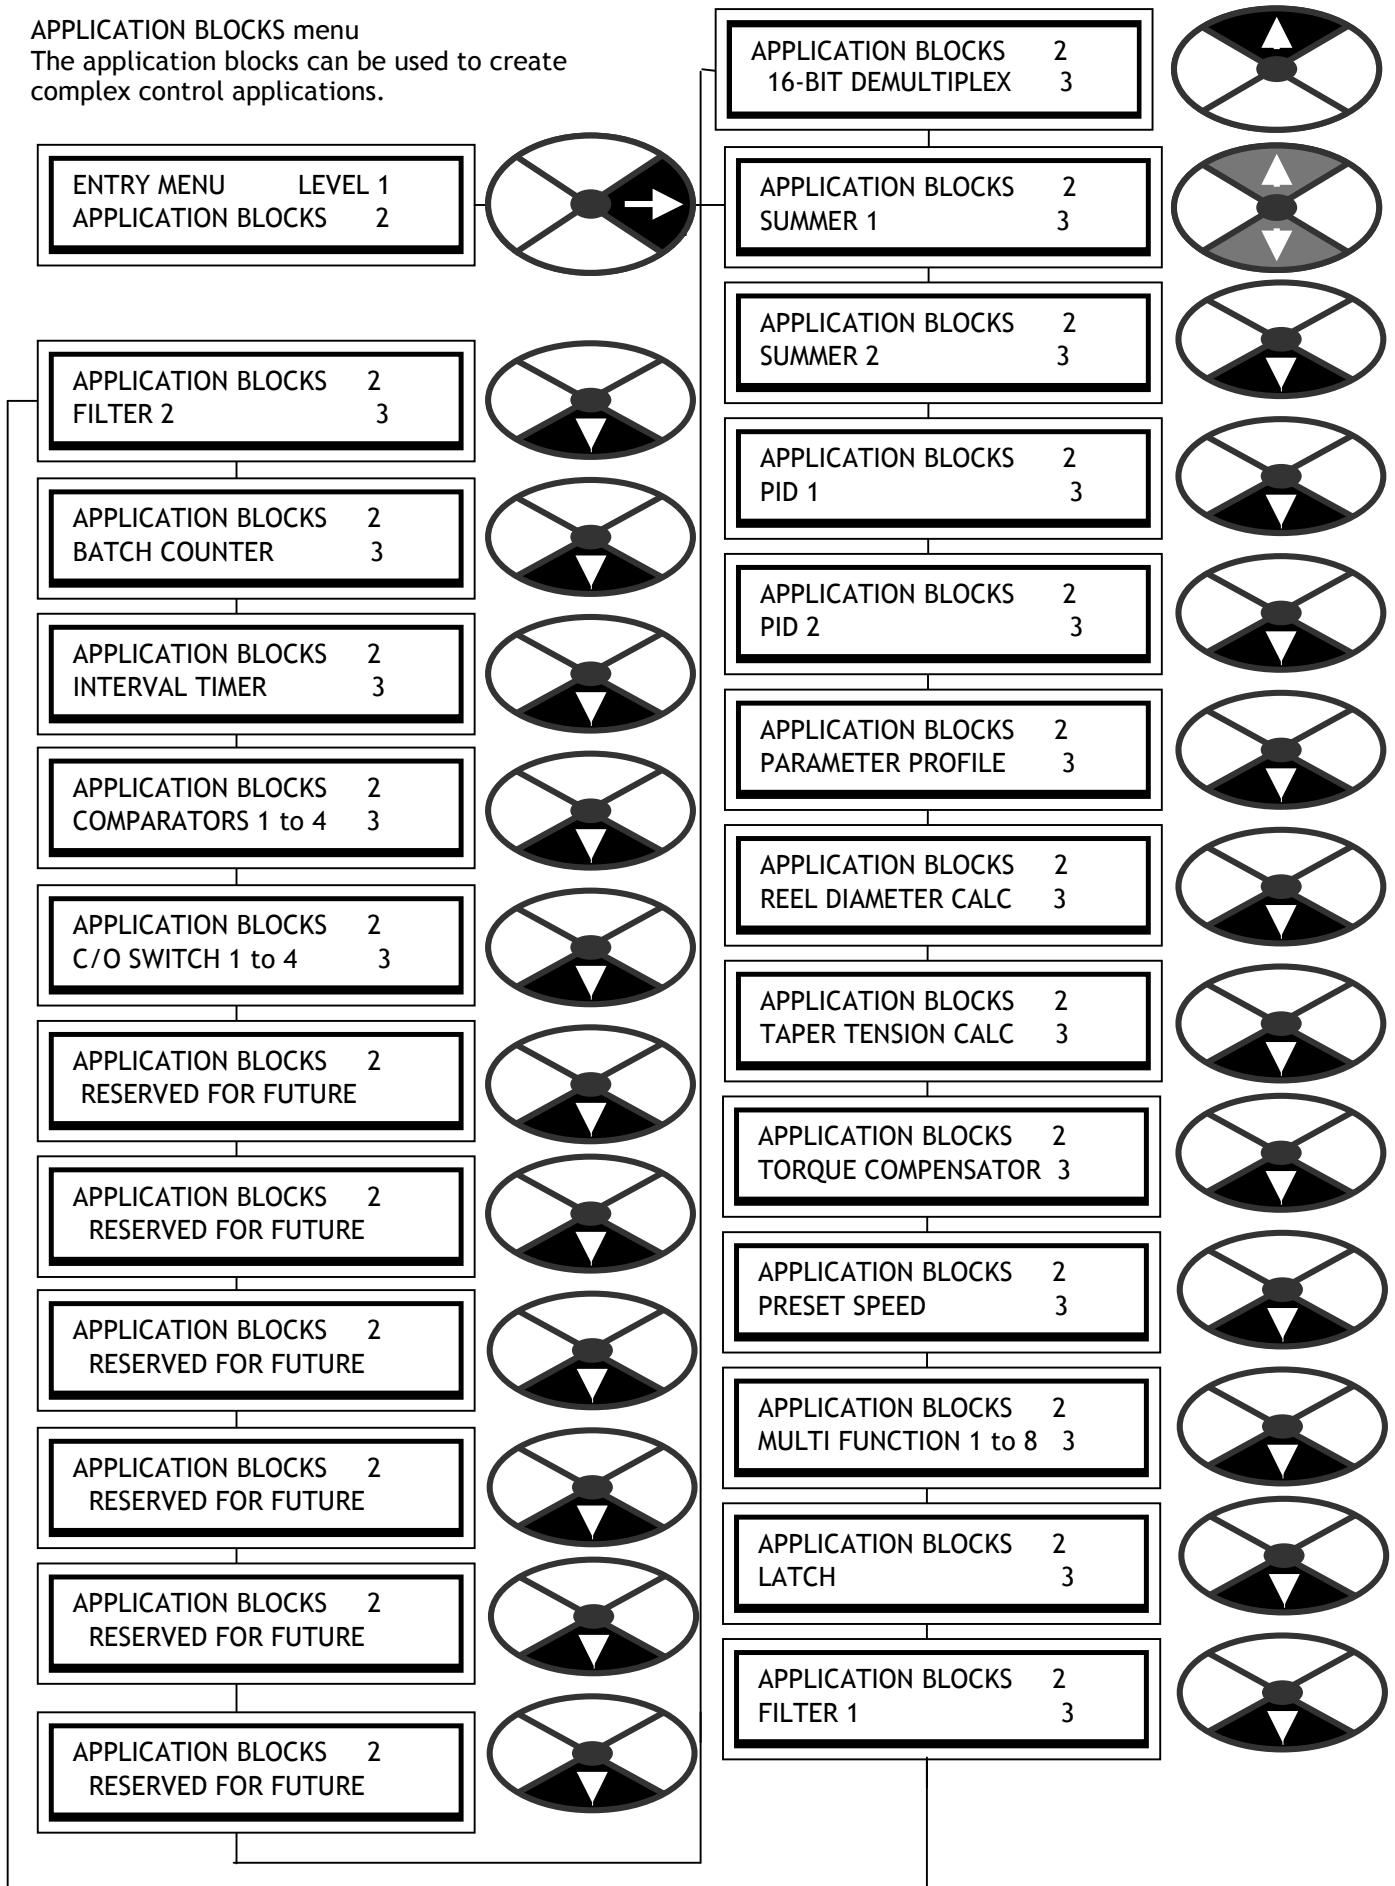 APPLICATION BLOCKS menu
The application blocks can be used to create
complex control applications.
ENTRY MENU LEVEL 1
APPLICATION BLOCKS 2
APPLICATION BLOCKS 2
FILTER 2 3
APPLICATION BLOCKS 2
BATCH COUNTER 3
APPLICATION BLOCKS 2
INTERVAL TIMER 3
APPLICATION BLOCKS 2
COMPARATORS 1 to 4 3
APPLICATION BLOCKS 2
C/O SWITCH 1 to 4 3
APPLICATION BLOCKS 2
RESERVED FOR FUTURE
APPLICATION BLOCKS 2
RESERVED FOR FUTURE
APPLICATION BLOCKS 2
RESERVED FOR FUTURE
APPLICATION BLOCKS 2
RESERVED FOR FUTURE
APPLICATION BLOCKS 2
RESERVED FOR FUTURE
APPLICATION BLOCKS 2
RESERVED FOR FUTURE
APPLICATION BLOCKS 2
16-BIT DEMULTIPLEX 3
APPLICATION BLOCKS 2
SUMMER 1 3
APPLICATION BLOCKS 2
SUMMER 2 3
APPLICATION BLOCKS 2
PID 1 3
APPLICATION BLOCKS 2
PID 2 3
APPLICATION BLOCKS 2
PARAMETER PROFILE 3
APPLICATION BLOCKS 2
REEL DIAMETER CALC 3
APPLICATION BLOCKS 2
TAPER TENSION CALC 3
APPLICATION BLOCKS 2
TORQUE COMPENSATOR 3
APPLICATION BLOCKS 2
PRESET SPEED 3
APPLICATION BLOCKS 2
MULTI FUNCTION 1 to 8 3
APPLICATION BLOCKS 2
LATCH 3
APPLICATION BLOCKS 2
FILTER 1 3